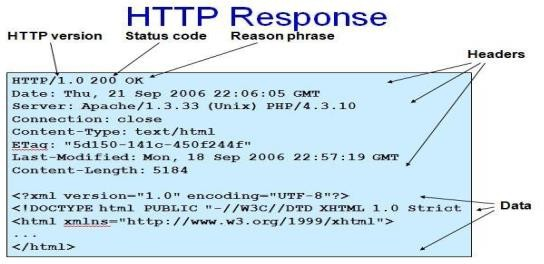 HTTP Response
HTTP version Status code Reason phrase
Headers
HTTP/1.0 200 OK
Date: Thu, 21 Sep 2006 22:06:05 GMT
Server: Apache/1.3.33 (Unix) PHP/4.3.10
Connection: close
Content-Type: text/html
ETag: "5d150-141c-450f244f"
Last-Modified: Mon, 18 Sep 2006 22:57:19 GMT
Content-Length: 5184
<?xml version="1.0" encoding="UTF-8"?>
<!DOCTYPE html PUBLIC "-//W3C//DTD XHTML 1.0 Strict
Data
<html xmlns="http://www.w3.org/1999/xhtml">
...
</html>